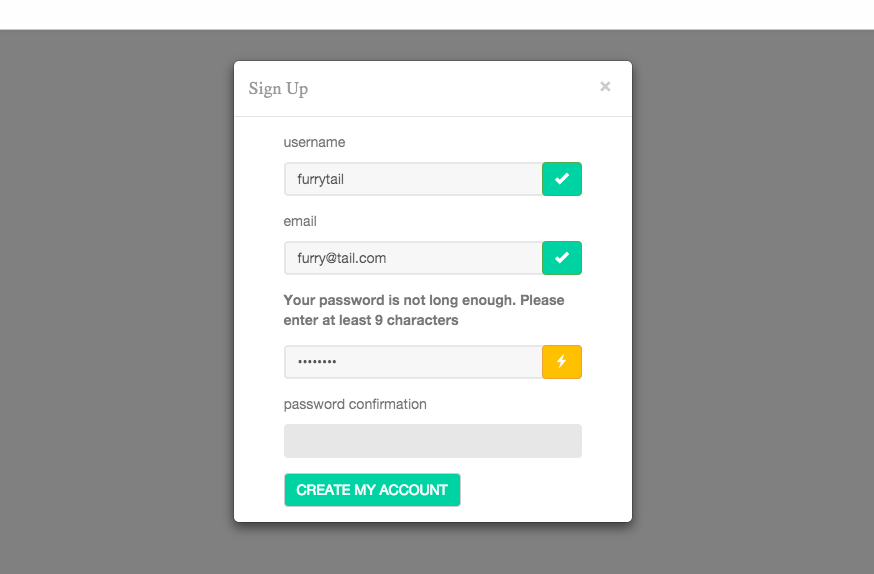 Sign Up
×
username
furrytail
email
furry@tail.com
Your password is not long enough. Please
enter at least 9 characters
••••••••
password confirmation
CREATE MY ACCOUNT